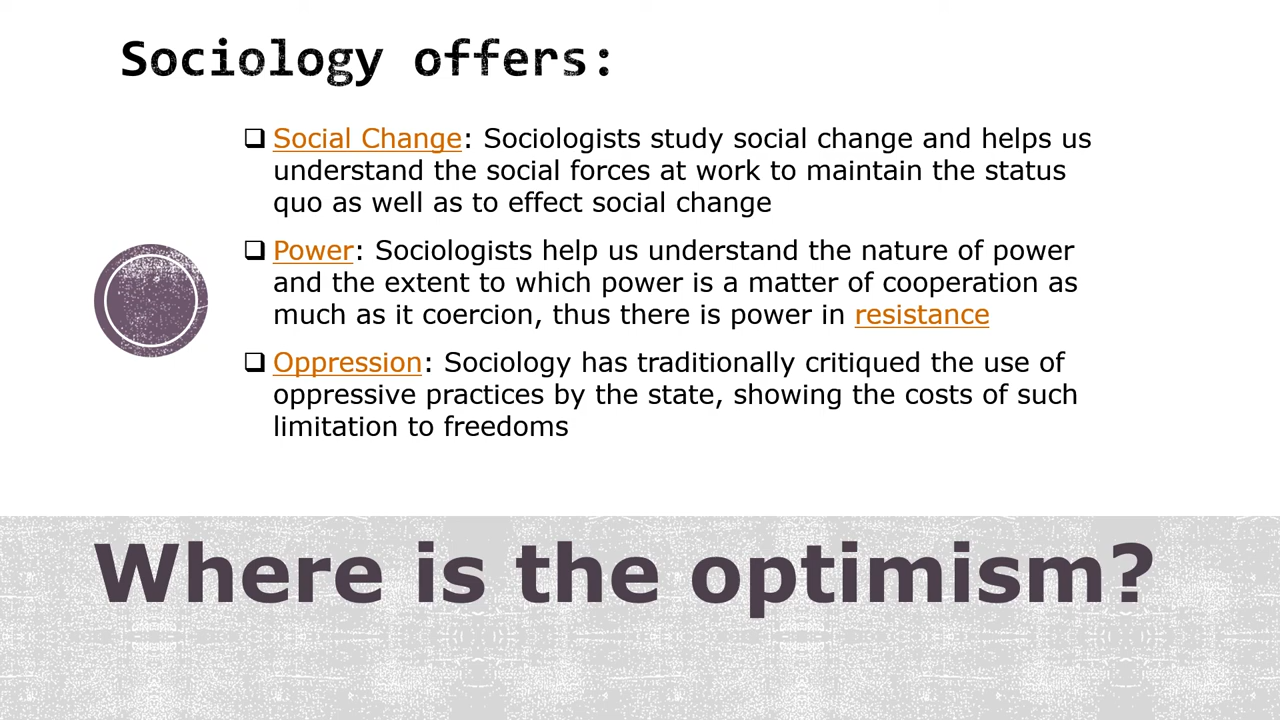 Sociology offers:
❑ Social Change: Sociologists study social change and helps us
understand the social forces at work to maintain the status
quo as well as to effect social change
❑ Power: Sociologists help us understand the nature of power
and the extent to which power is a matter of cooperation as
much as it coercion, thus there is power in resistance
❑ Oppression: Sociology has traditionally critiqued the use of
oppressive practices by the state, showing the costs of such
limitation to freedoms
Where is the optimism?